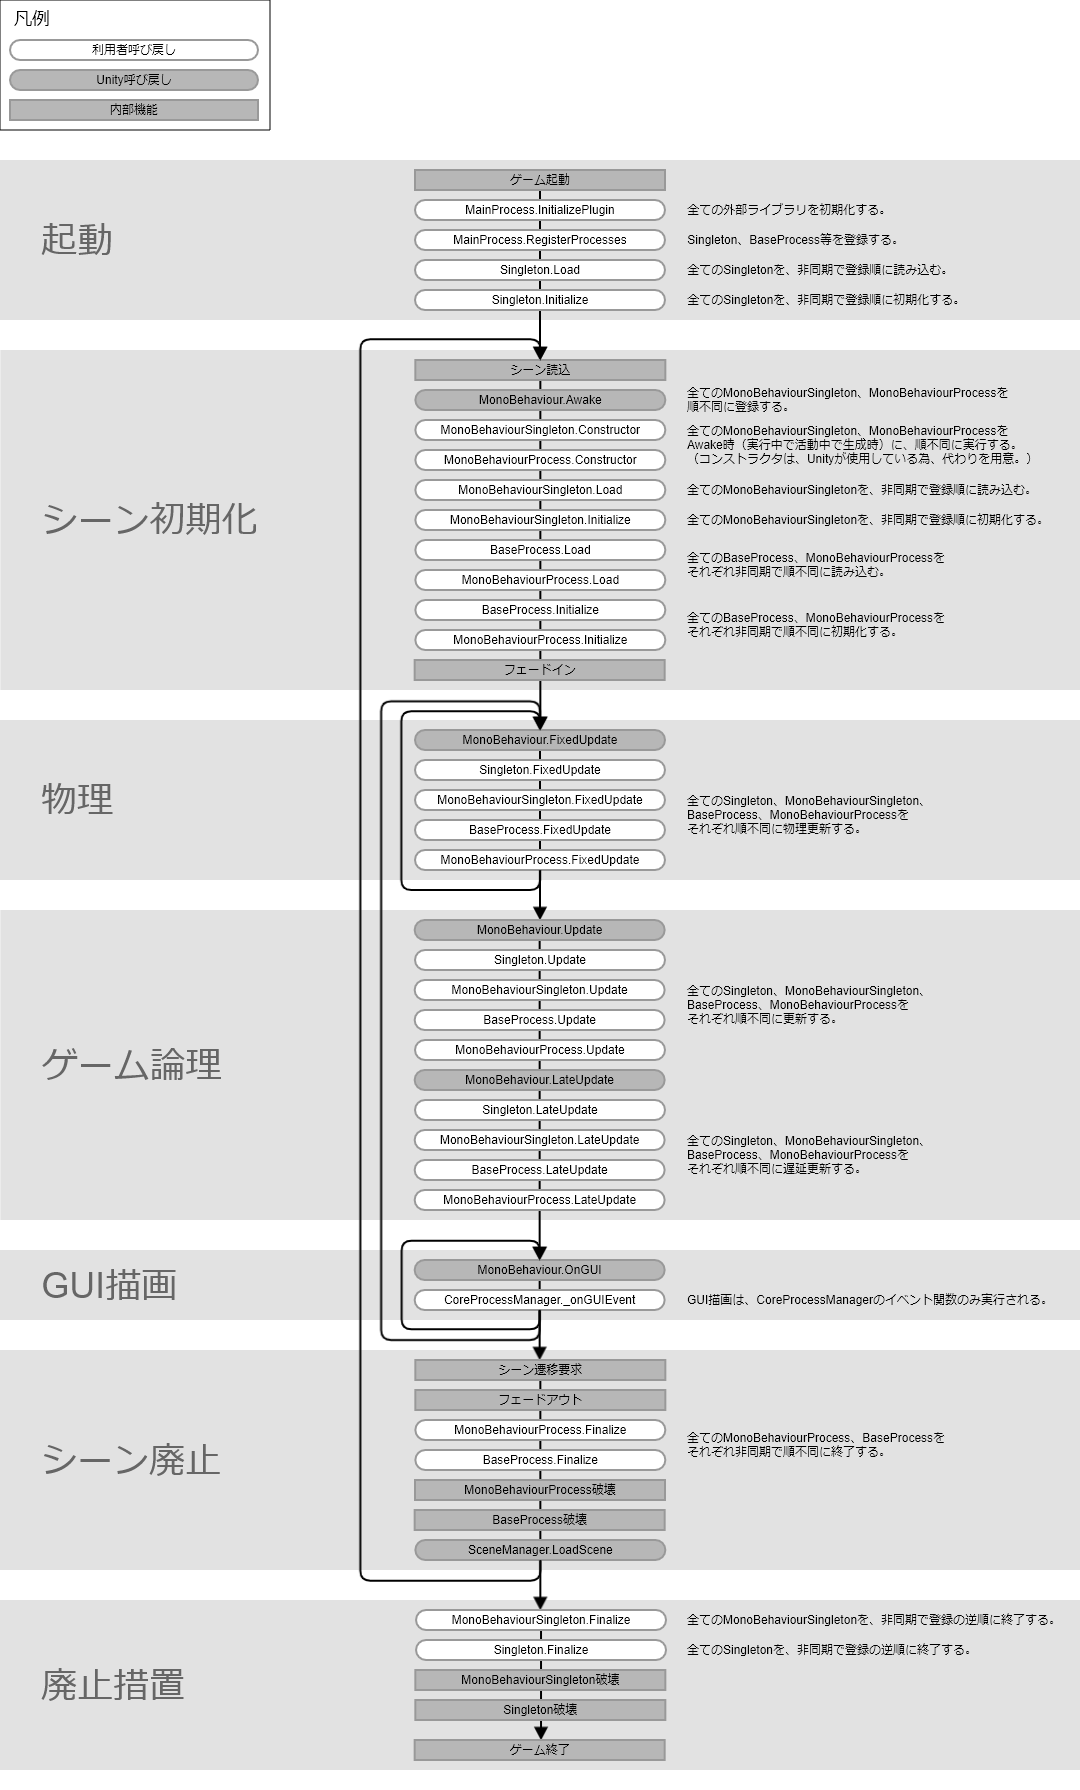 凡例
利用者呼び戻し
Unity呼び戻し
内部機能
起動
ゲーム起動
MainProcess.InitializePlugin
全ての外部ライブラリを初期化する。
MainProcess.RegisterProcesses
Singleton、BaseProcess等を登録する。
Singleton.Load
全てのSingletonを、非同期で登録順に読み込む。
Singleton.Initialize
全てのSingletonを、非同期で登録順に初期化する。
シーン初期化
シーン読込
MonoBehaviour.Awake
全てのMonoBehaviourSingleton、MonoBehaviourProcessを
順不同に登録する。
MonoBehaviourSingleton.Constructor
MonoBehaviourProcess.Constructor
全てのMonoBehaviourSingleton、MonoBehaviourProcessを
Awake時（実行中で活動中で生成時）に、順不同に実行する。
（コンストラクタは、Unityが使用している為、代わりを用意。）
MonoBehaviourSingleton.Load
全てのMonoBehaviourSingletonを、非同期で登録順に読み込む。
MonoBehaviourSingleton.Initialize
全てのMonoBehaviourSingletonを、非同期で登録順に初期化する。
BaseProcess.Load
MonoBehaviourProcess.Load
全てのBaseProcess、MonoBehaviourProcessを
それぞれ非同期で順不同に読み込む。
BaseProcess.Initialize
MonoBehaviourProcess.Initialize
全てのBaseProcess、MonoBehaviourProcessを
それぞれ非同期で順不同に初期化する。
フェードイン
物理
MonoBehaviour.FixedUpdate
Singleton.FixedUpdate
MonoBehaviourSingleton.FixedUpdate
BaseProcess.FixedUpdate
MonoBehaviourProcess.FixedUpdate
全てのSingleton、MonoBehaviourSingleton、
BaseProcess、MonoBehaviourProcessを
それぞれ順不同に物理更新する。
ゲーム論理
MonoBehaviour.Update
Singleton.Update
MonoBehaviourSingleton.Update
BaseProcess.Update
MonoBehaviourProcess.Update
全てのSingleton、MonoBehaviourSingleton、
BaseProcess、MonoBehaviourProcessを
それぞれ順不同に更新する。
MonoBehaviour.LateUpdate
Singleton.LateUpdate
MonoBehaviourSingleton.LateUpdate
BaseProcess.LateUpdate
MonoBehaviourProcess.LateUpdate
全てのSingleton、MonoBehaviourSingleton、
BaseProcess、MonoBehaviourProcessを
それぞれ順不同に遅延更新する。
GUI描画
MonoBehaviour.OnGUI
CoreProcessManager._onGUIEvent
GUI描画は、CoreProcessManagerのイベント関数のみ実行される。
シーン廃止
シーン遷移要求
フェードアウト
MonoBehaviourProcess.Finalize
BaseProcess.Finalize
全てのMonoBehaviourProcess、BaseProcessを
それぞれ非同期で順不同に終了する。
MonoBehaviourProcess破壊
BaseProcess破壊
SceneManager.LoadScene
廃止措置
MonoBehaviourSingleton.Finalize
全てのMonoBehaviourSingletonを、非同期で登録の逆順に終了する。
Singleton.Finalize
全てのSingletonを、非同期で登録の逆順に終了する。
MonoBehaviourSingleton破壊
Singleton破壊
ゲーム終了